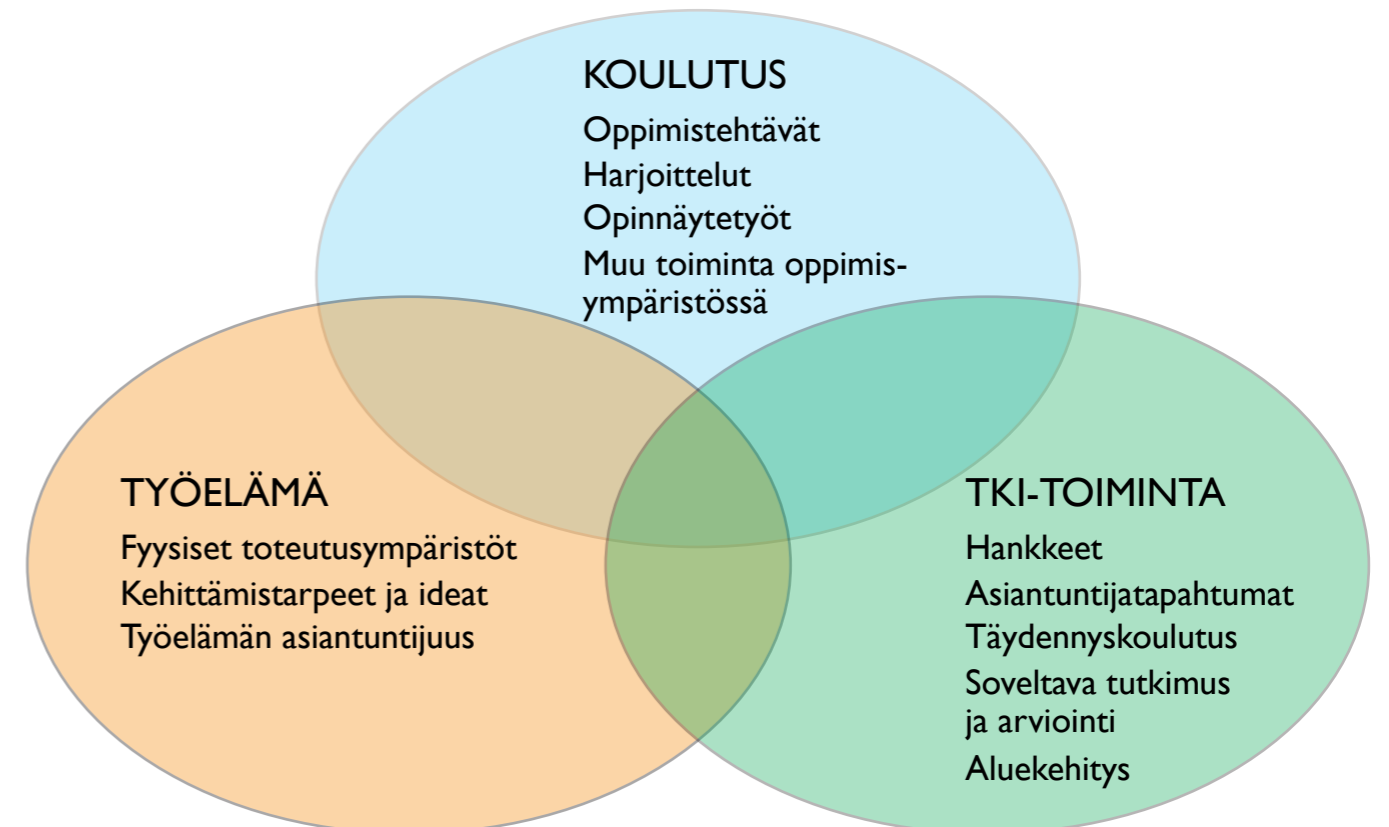 KOULUTUS
Oppimistehtävät
Harjoittelut
Opinnäytetyöt
Muu toiminta oppimis-
ympäristössä
TYÖELÄMÄ
Fyysiset toteutusympäristöt
Kehittämistarpeet ja ideat
Työelämän asiantuntijuus
TKI-TOIMINTA
Hankkeet
Asiantuntijatapahtumat
Täydennyskoulutus
Soveltava tutkimus
ja arviointi
Aluekehitys